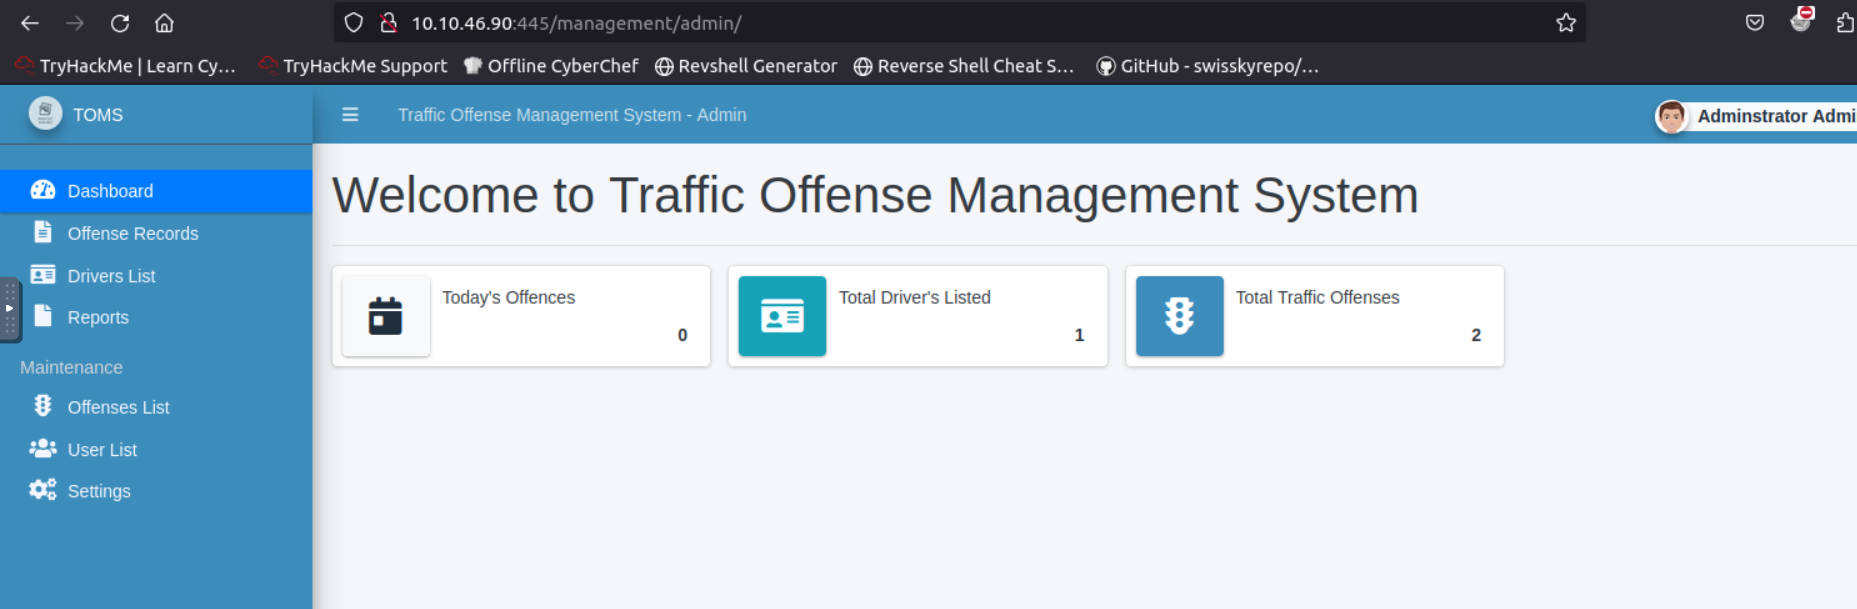 10.10.46.90:445/management/admin/
TryHackMe | Learn Cy... TryHackMe Support Offline CyberChef Revshell Generator Reverse Shell Cheat S... GitHub - swisskyrepo/...
TOMS Traffic Offense Management System - Admin Adminstrator Admi
Dashboard
Offense Records
Drivers List
Reports
Maintenance
Offenses List
User List
Settings
Welcome to Traffic Offense Management System
Today's Offences
0
Total Driver's Listed
1
Total Traffic Offenses
2